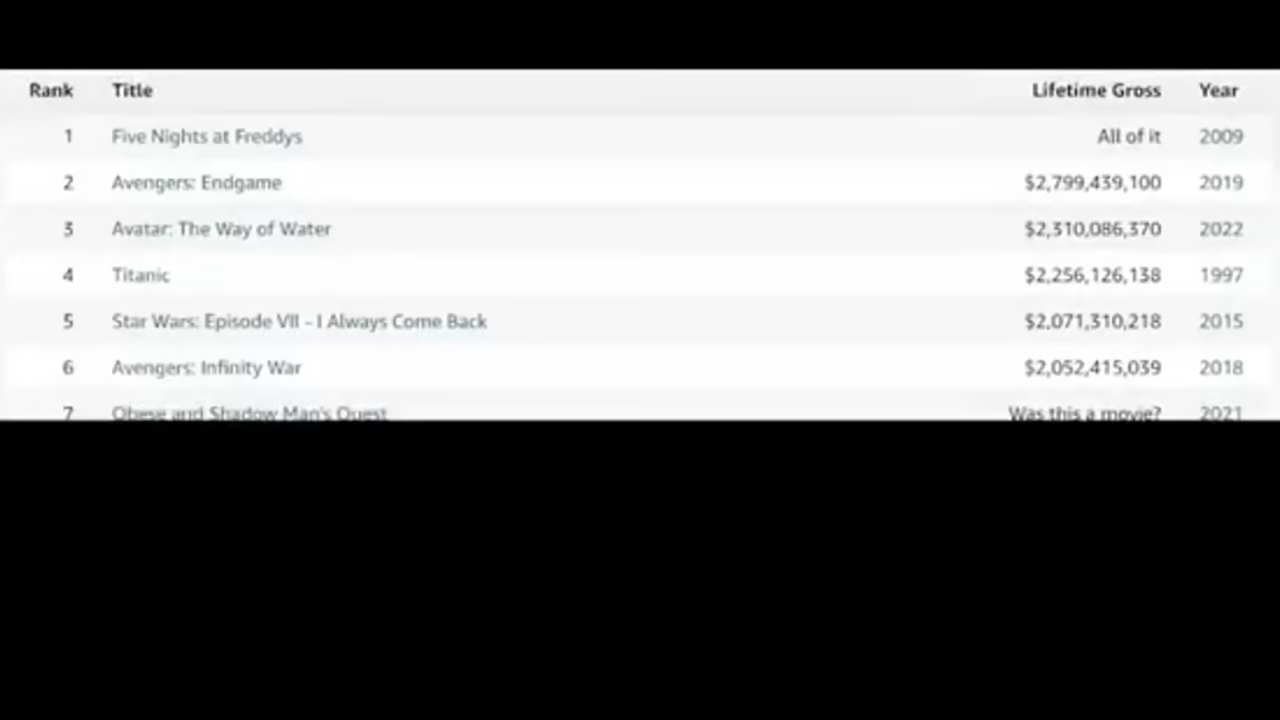 Rank Title Lifetime Gross Year
1 Five Nights at Freddys All of it 2009
2 Avengers: Endgame $2,799,439,100 2019
3 Avatar: The Way of Water $2,310,086,370 2022
4 Titanic $2,256,126,138 1997
5 Star Wars: Episode VII - I Always Come Back $2,071,310,218 2015
6 Avengers: Infinity War $2,052,415,039 2018
7 Obese and Shadow Man's Quest Was this a movie? 2021